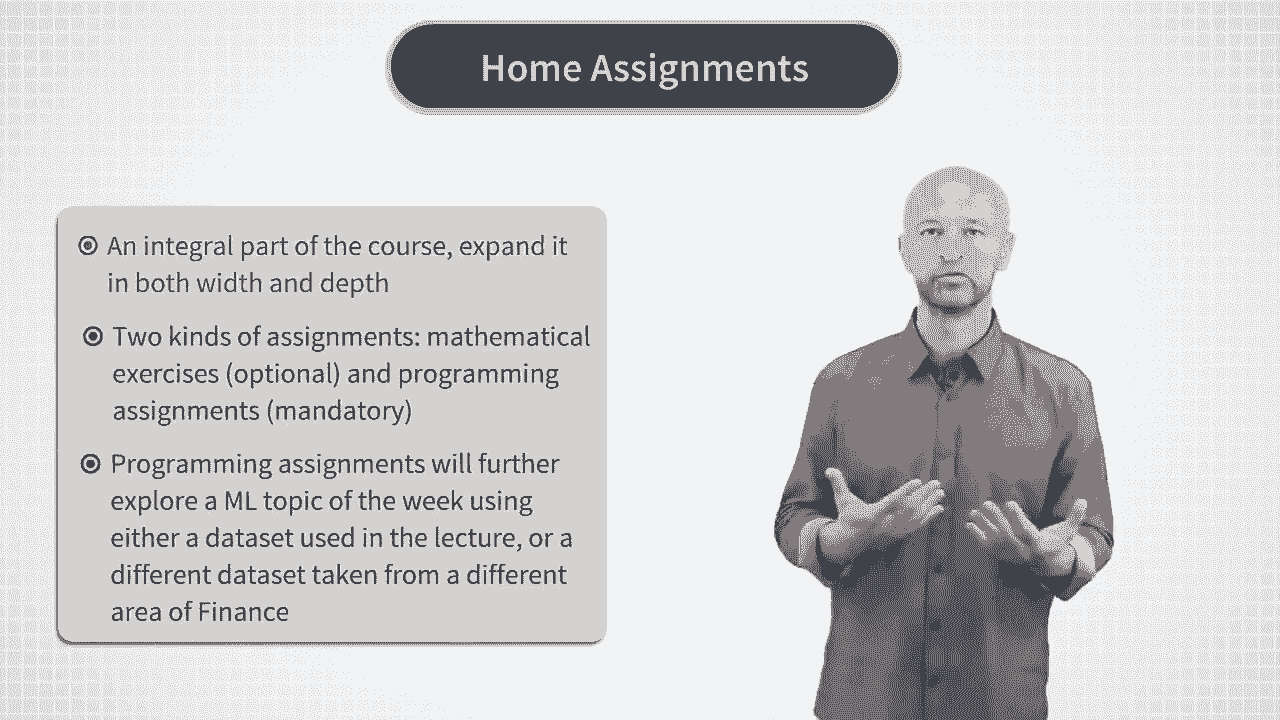 Home Assignments
An integral part of the course, expand it
in both width and depth
Two kinds of assignments: mathematical
exercises (optional) and programming
assignments (mandatory)
Programming assignments will further
explore a ML topic of the week using
either a dataset used in the lecture, or a
different dataset taken from a different
area of Finance